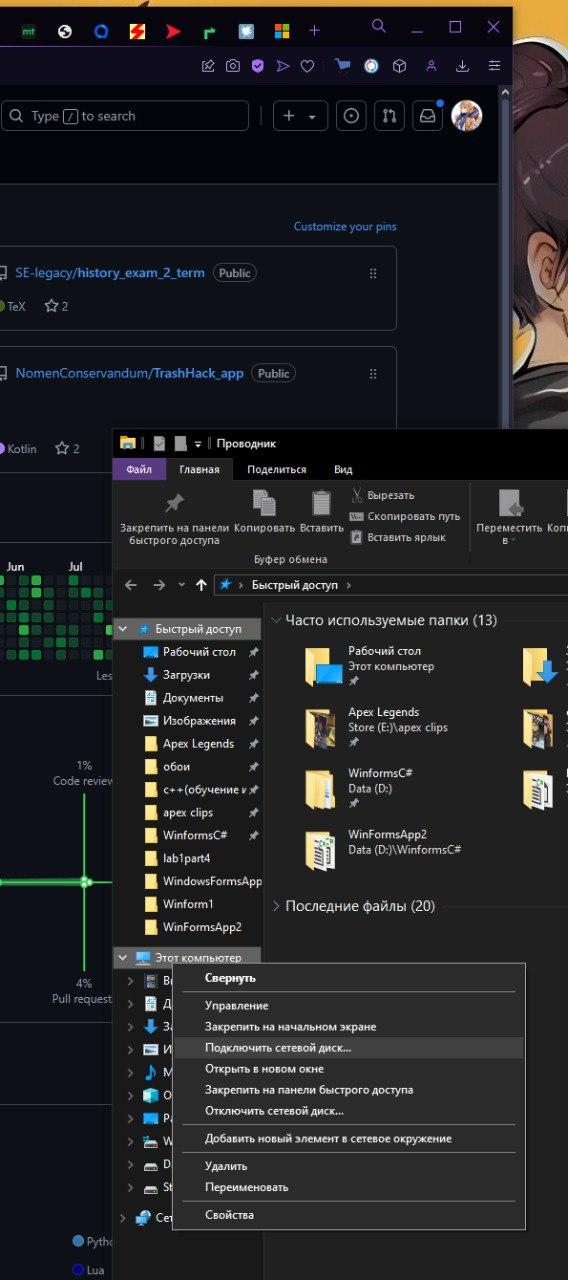 mt
Type / to search
Customize your pins
SE-legacy/history_exam_2_term Public
TeX 2
NomenConservandum/TrashHack_app Public
Kotlin 2
Проводник
Файл Главная Поделиться Вид
Вырезать
Скопировать путь
Вставить ярлык
Закрепить на панели быстрого доступа
Копировать
Вставить
Переместить в
Буфер обмена
Jun Jul
Быстрый доступ
Быстрый доступ
Рабочий стол
Загрузки
Документы
Изображения
Apex Legends
обои
c++(обучение и
apex clips
WinformsC#
lab1part4
WindowsFormsApp
Winform1
WinFormsApp2
Этот компьютер
Часто используемые папки (13)
Рабочий стол
Этот компьютер
Apex Legends
Store (E:)\apex clips
WinformsC#
Data (D:)
WinFormsApp2
Data (D:)\WinformsC#
Последние файлы (20)
Les
1%
Code review
4%
Pull request
Свернуть
Управление
Закрепить на начальном экране
Подключить сетевой диск...
Открыть в новом окне
Закрепить на панели быстрого доступа
Отключить сетевой диск...
Добавить новый элемент в сетевое окружение
Удалить
Переименовать
Свойства
Сет
Pytho
Lua